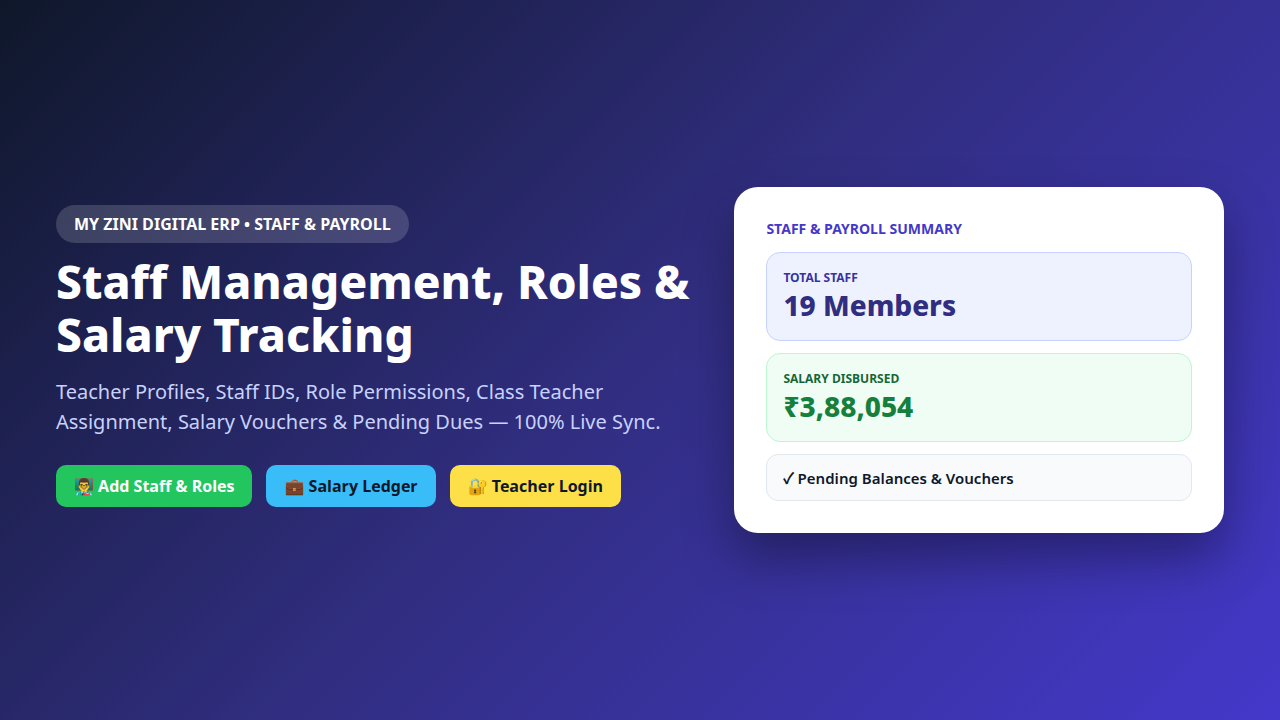 MY ZINI DIGITAL ERP • STAFF & PAYROLL
Staff Management, Roles &
Salary Tracking
Teacher Profiles, Staff IDs, Role Permissions, Class Teacher
Assignment, Salary Vouchers & Pending Dues — 100% Live Sync.
👨‍🏫 Add Staff & Roles
💼 Salary Ledger
🔐 Teacher Login
STAFF & PAYROLL SUMMARY
TOTAL STAFF
19 Members
SALARY DISBURSED
₹3,88,054
✓ Pending Balances & Vouchers